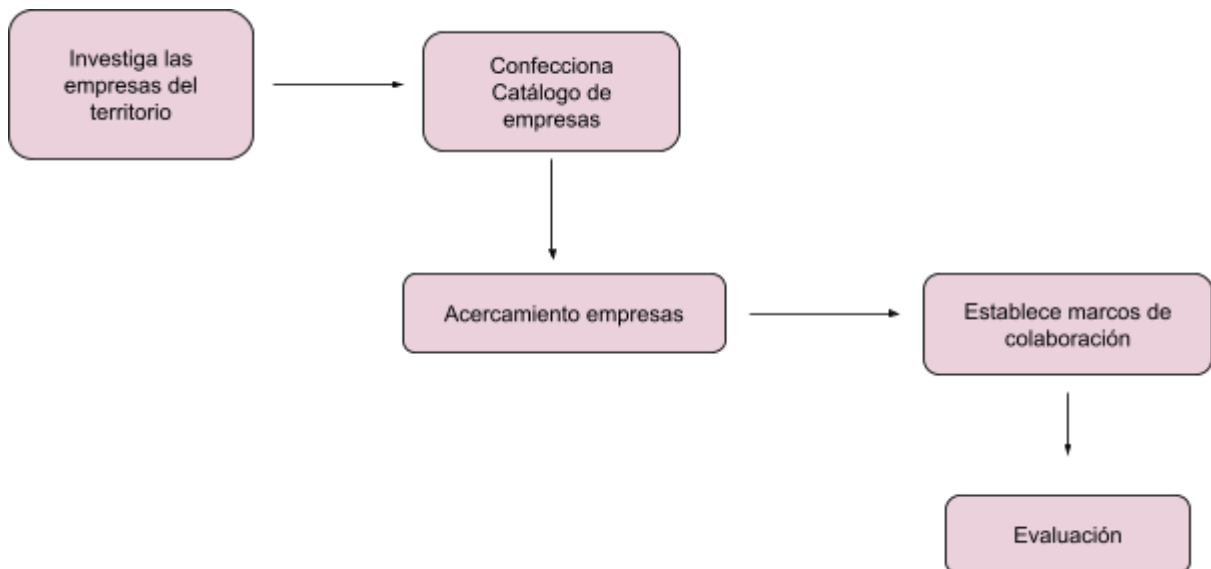 Investiga las
empresas del
territorio
Confecciona
Catálogo de
empresas
Acercamiento empresas
Establece marcos de
colaboración
Evaluación